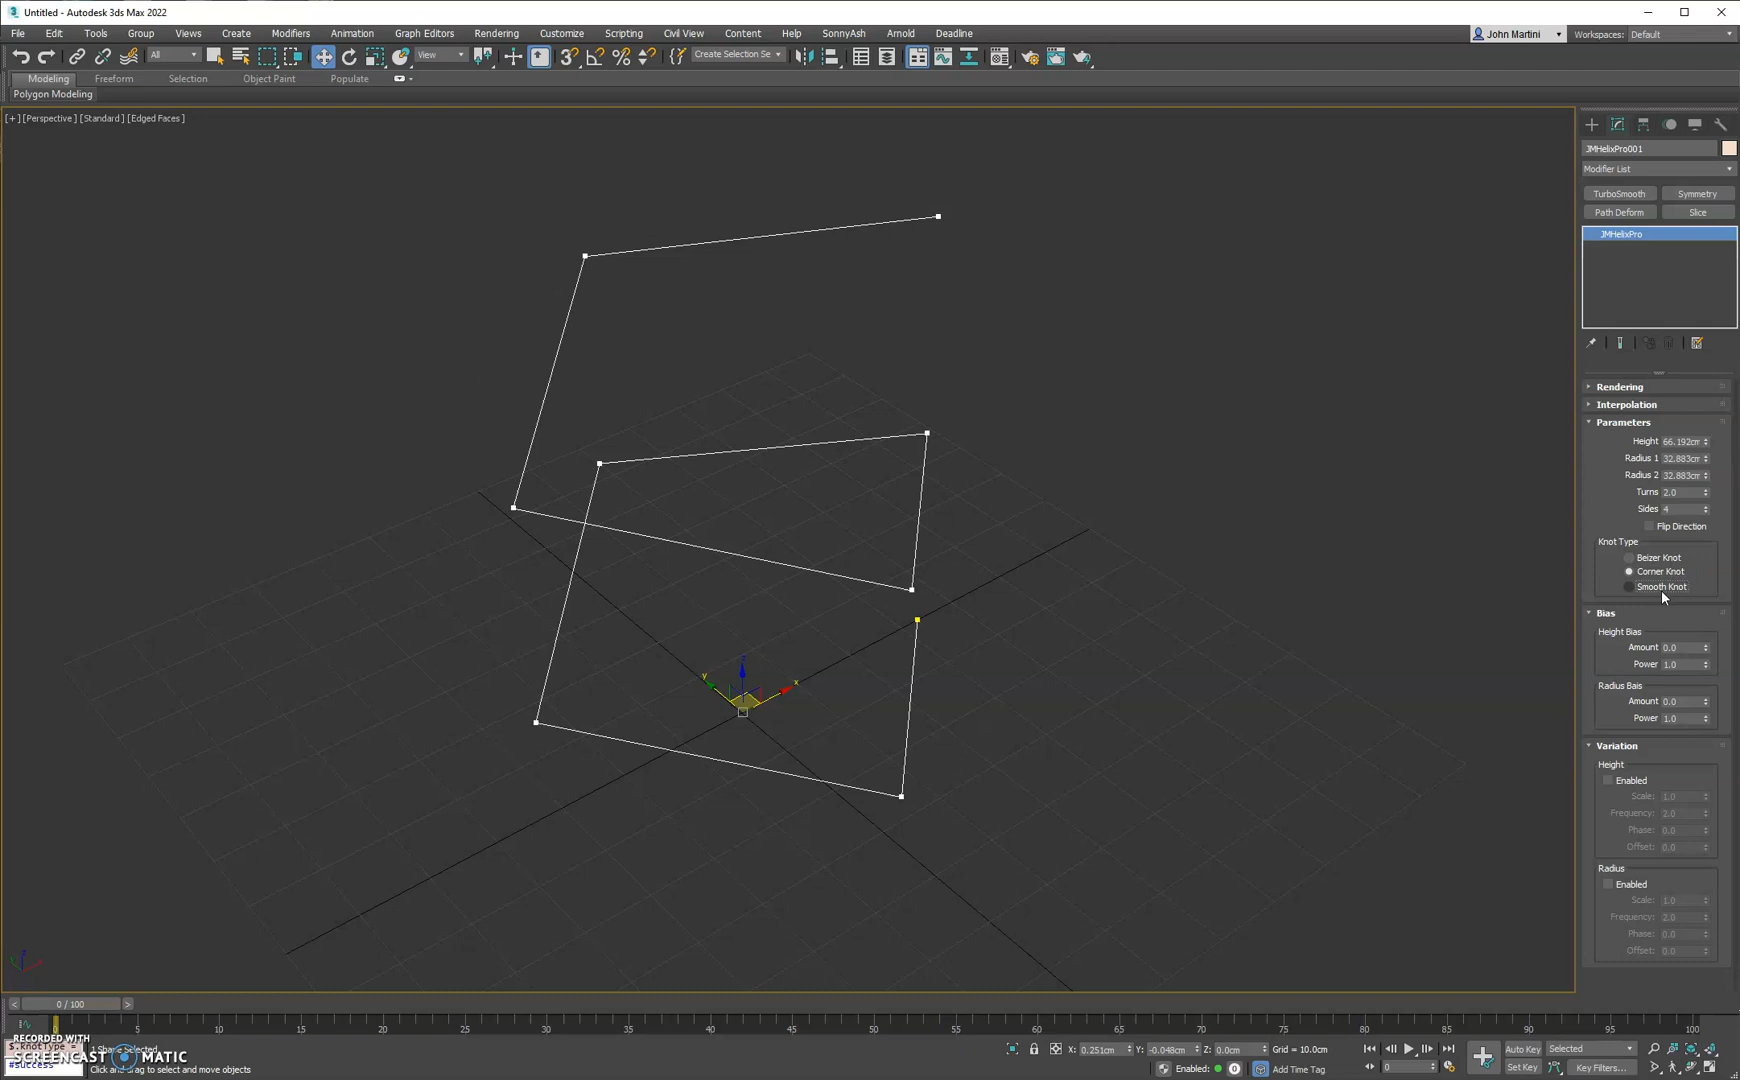 Untitled - Autodesk 3ds Max 2022
File Edit Tools Group Views Create Modifiers Animation Graph Editors Rendering Customize Scripting Civil View Content Help SonnyAsh Arnold Deadline John Martini Workspaces: Default
All View Create Selection Se
Modeling Freeform Selection Object Paint Populate
Polygon Modeling
[+] [Perspective ] [Standard ] [Edged Faces ]
JMHelixPro001
Modifier List
TurboSmooth Symmetry
Path Deform Slice
JMHelixPro
Rendering
Interpolation
Parameters
Height 66.192cm
Radius 1 32.883cm
Radius 2 32.883cm
Turns 2.0
Sides 4
Flip Direction
Knot Type
Beizer Knot
Corner Knot
Smooth Knot
Bias
Height Bias
Amount 0.0
Power 1.0
Radius Bais
Amount 0.0
Power 1.0
Variation
Height
Enabled
Scale: 1.0
Frequency: 2.0
Phase: 0.0
Offset: 0.0
Radius
Enabled
Scale: 1.0
Frequency: 2.0
Phase: 0.0
Offset: 0.0
z
y x
< 0 / 100 >
0 5 10 15 20 25 30 35 40 45 50 55 60 65 70 75 80 85 90 95 100
RECORDED WITH
SCREENCAST MATIC
$.knotType =
#success
1 Shape Selected
Click and drag to select and move objects
X: 0.251cm Y: -0.048cm Z: 0.0cm Grid = 10.0cm
Enabled: 0 Add Time Tag
0
Auto Key Selected
Set Key Key Filters...